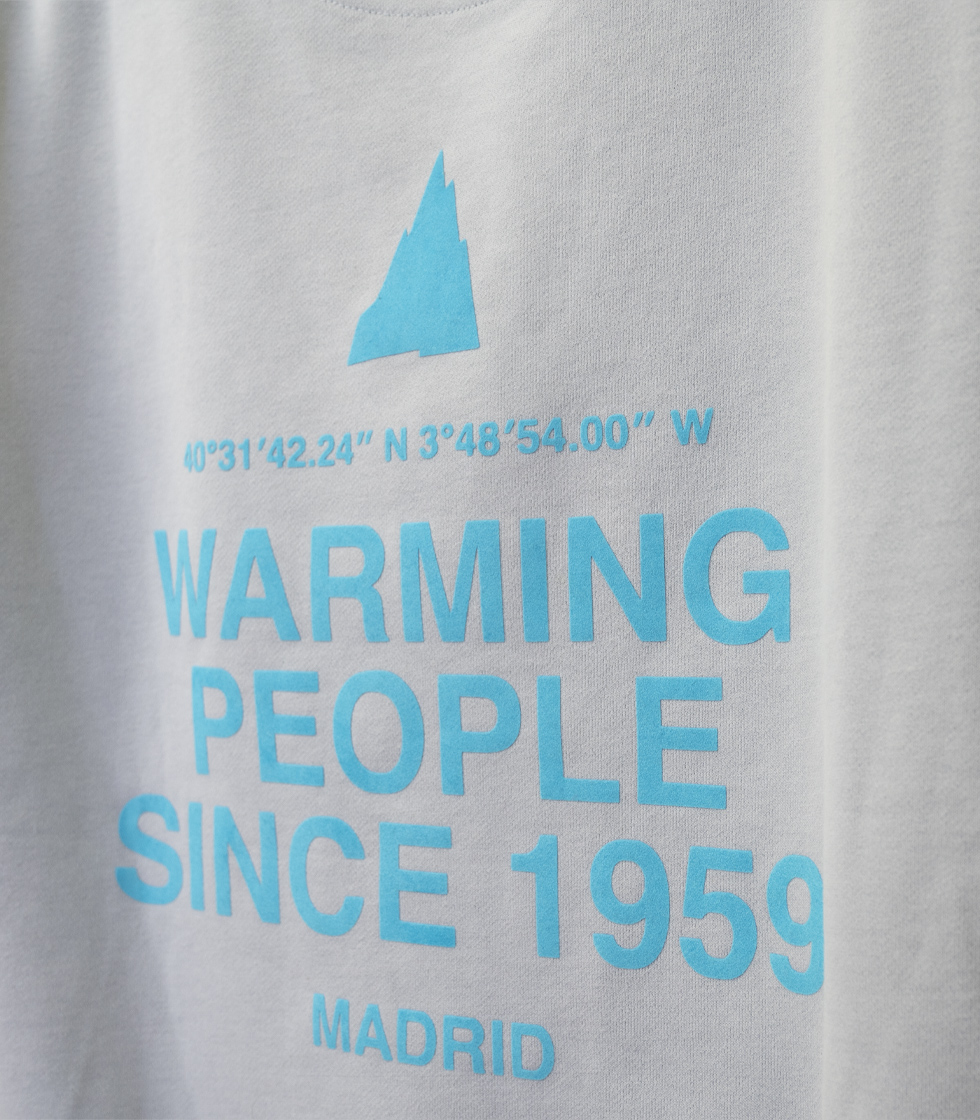 40°31′42.24″ N 3°48′54.00″ W
WARMING
PEOPLE
SINCE 1959
MADRID